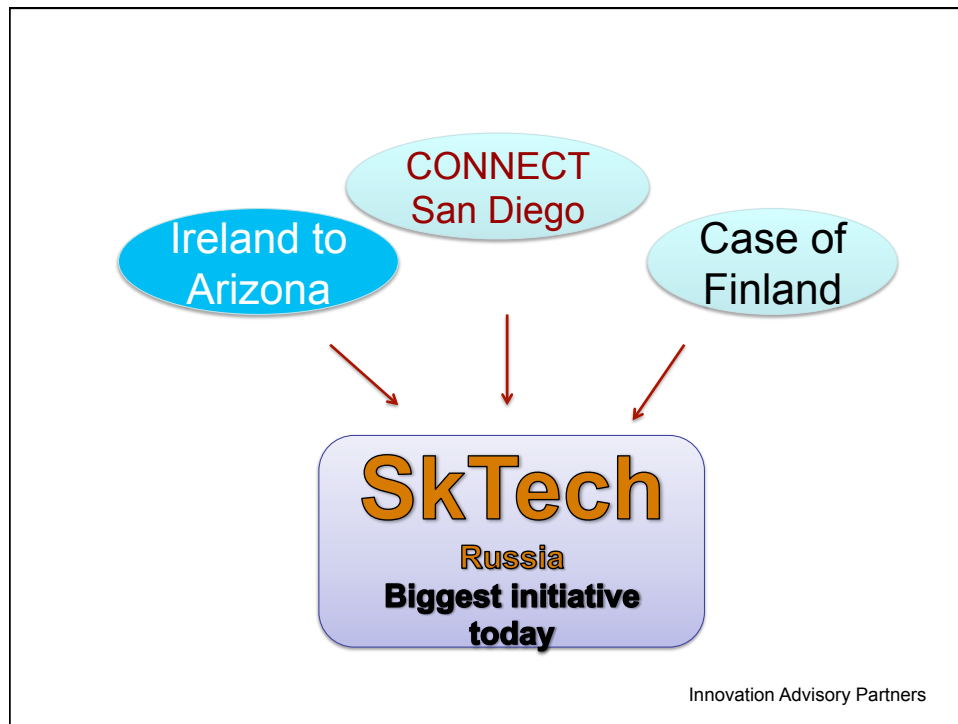 CONNECT
San Diego
Ireland to
Arizona
Case of
Finland
SkTech
Russia
Biggest initiative
today
Innovation Advisory Partners